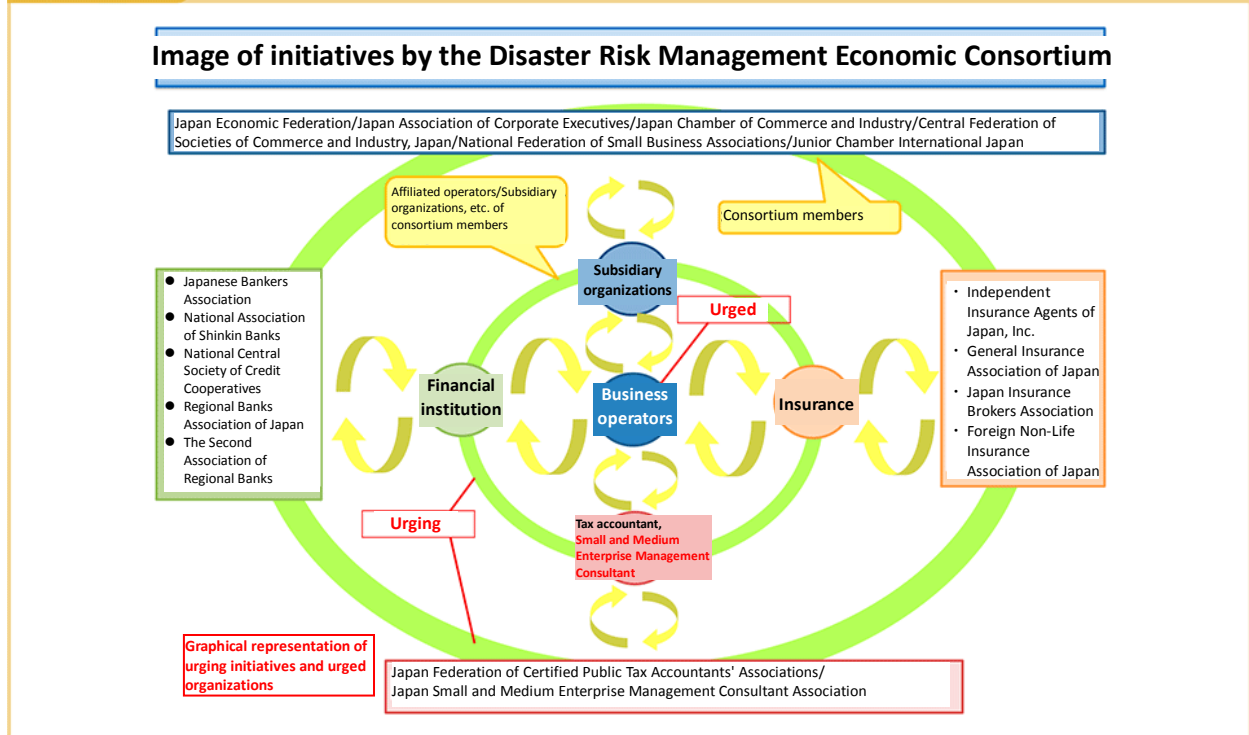 Image of initiatives by the Disaster Risk Management Economic Consortium
Japan Economic Federation/Japan Association of Corporate Executives/Japan Chamber of Commerce and Industry/Central Federation of
Societies of Commerce and Industry, Japan/National Federation of Small Business Associations/Junior Chamber International Japan
Affiliated operators/Subsidiary
organizations, etc. of
consortium members
Consortium members
● Japanese Bankers
Association
● National Association
of Shinkin Banks
● National Central
Society of Credit
Cooperatives
● Regional Banks
Association of Japan
● The Second
Association of
Regional Banks
Subsidiary
organizations
Urged
Financial
institution
Business
operators
Insurance
・ Independent
Insurance Agents of
Japan, Inc.
・ General Insurance
Association of Japan
・ Japan Insurance
Brokers Association
・ Foreign Non-Life
Insurance
Association of Japan
Urging
Tax accountant,
Small and Medium
Enterprise Management
Consultant
Graphical representation of
urging initiatives and urged
organizations
Japan Federation of Certified Public Tax Accountants' Associations/
Japan Small and Medium Enterprise Management Consultant Association